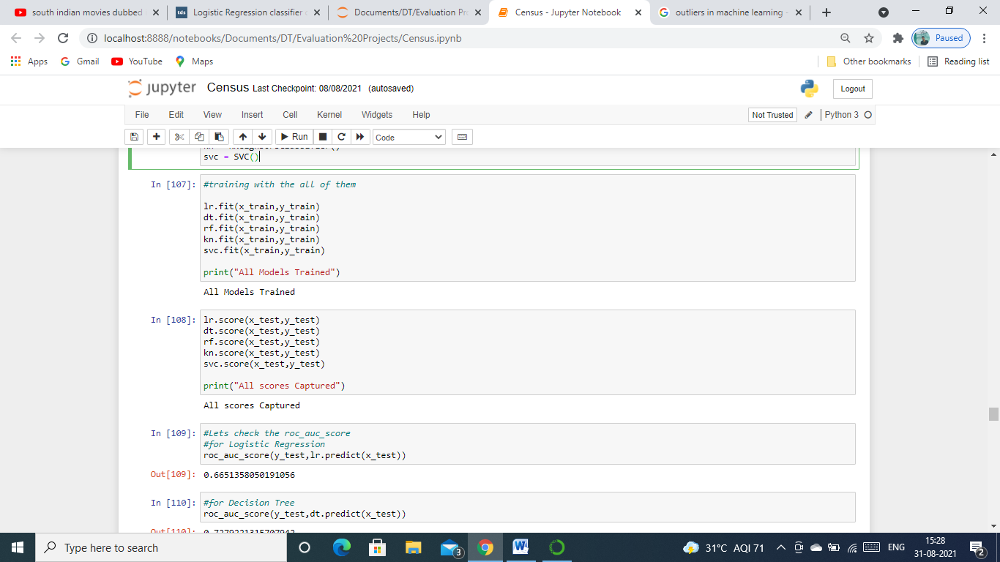 south indian movies dubbed
Logistic Regression classifier
Documents/DT/Evaluation Pr
Census - Jupyter Notebook
outliers in machine learning -
localhost:8888/notebooks/Documents/DT/Evaluation%20Projects/Census.ipynb
Paused
Apps
Gmail
YouTube
Maps
Other bookmarks
Reading list
jupyter
Census Last Checkpoint: 08/08/2021 (autosaved)
Logout
File Edit View Insert Cell Kernel Widgets Help
Not Trusted
Python 3
Run
Code
svc = SVC()
In [107]: #training with the all of them
lr.fit(x_train,y_train)
dt.fit(x_train,y_train)
rf.fit(x_train,y_train)
kn.fit(x_train,y_train)
svc.fit(x_train,y_train)
print("All Models Trained")
All Models Trained
In [108]: lr.score(x_test,y_test)
dt.score(x_test,y_test)
rf.score(x_test,y_test)
kn.score(x_test,y_test)
svc.score(x_test,y_test)
print("All scores Captured")
All scores Captured
In [109]: #Lets check the roc_auc_score
#for Logistic Regression
roc_auc_score(y_test,lr.predict(x_test))
Out[109]: 0.6651358050191056
In [110]: #for Decision Tree
roc_auc_score(y_test,dt.predict(x_test))
Out[110]:
Type here to search
3
31°C AQI 71
ENG
15:28
31-08-2021
2